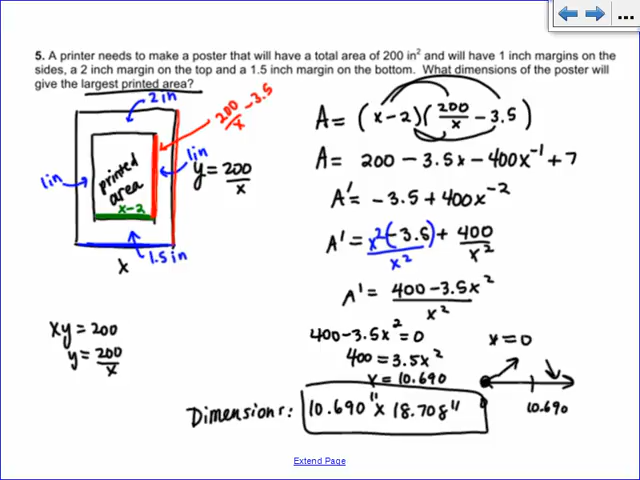 5. A printer needs to make a poster that will have a total area of 200 in² and will have 1 inch margins on the
sides, a 2 inch margin on the top and a 1.5 inch margin on the bottom. What dimensions of the poster will
give the largest printed area?
2 in
200/x - 3.5
1in
printed
area
1in
x-2
1.5 in
x
y = 200/x
xy = 200
y = 200/x
A = (x-2)(200/x - 3.5)
A = 200 - 3.5x - 400x⁻¹ + 7
A' = -3.5 + 400x⁻²
A' = x²(-3.5)/x² + 400/x²
A' = 400-3.5x²/x²
400-3.5x² = 0
400 = 3.5x²
x = 10.690
x=0
10.690
Dimensions: 10.690" x 18.708"
Extend Page